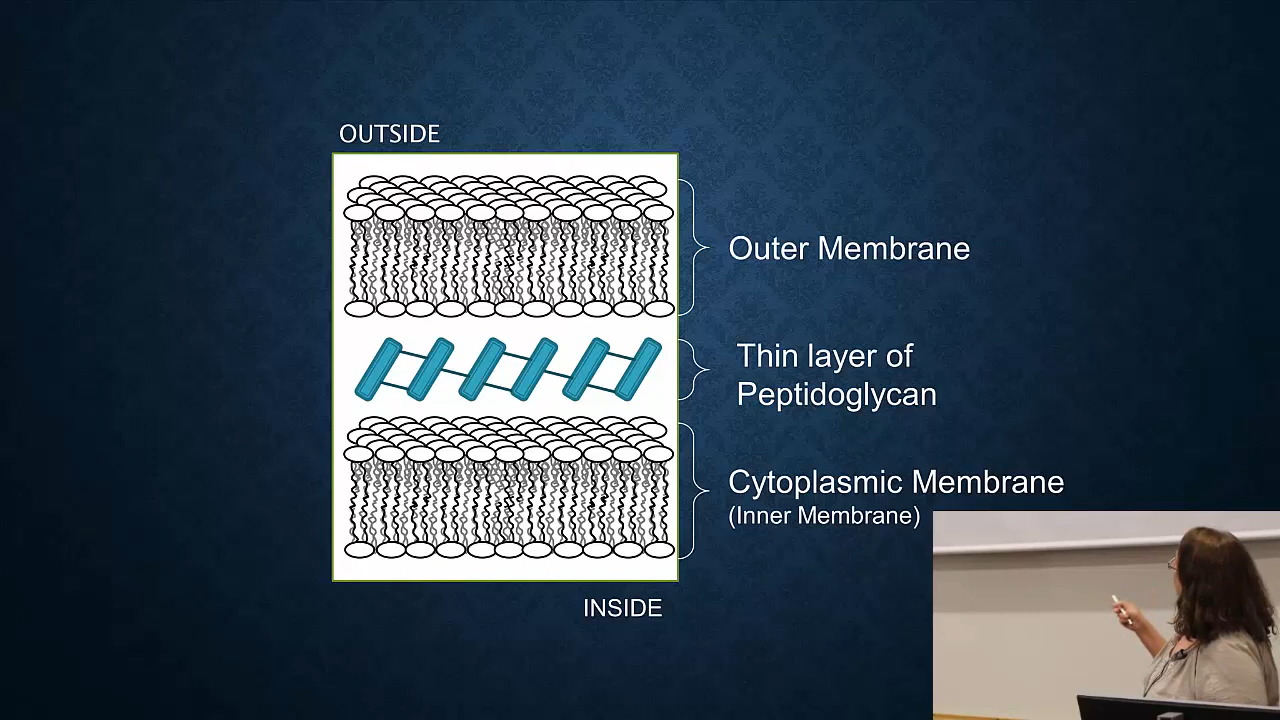 OUTSIDE
Outer Membrane
Thin layer of
Peptidoglycan
Cytoplasmic Membrane
(Inner Membrane)
INSIDE